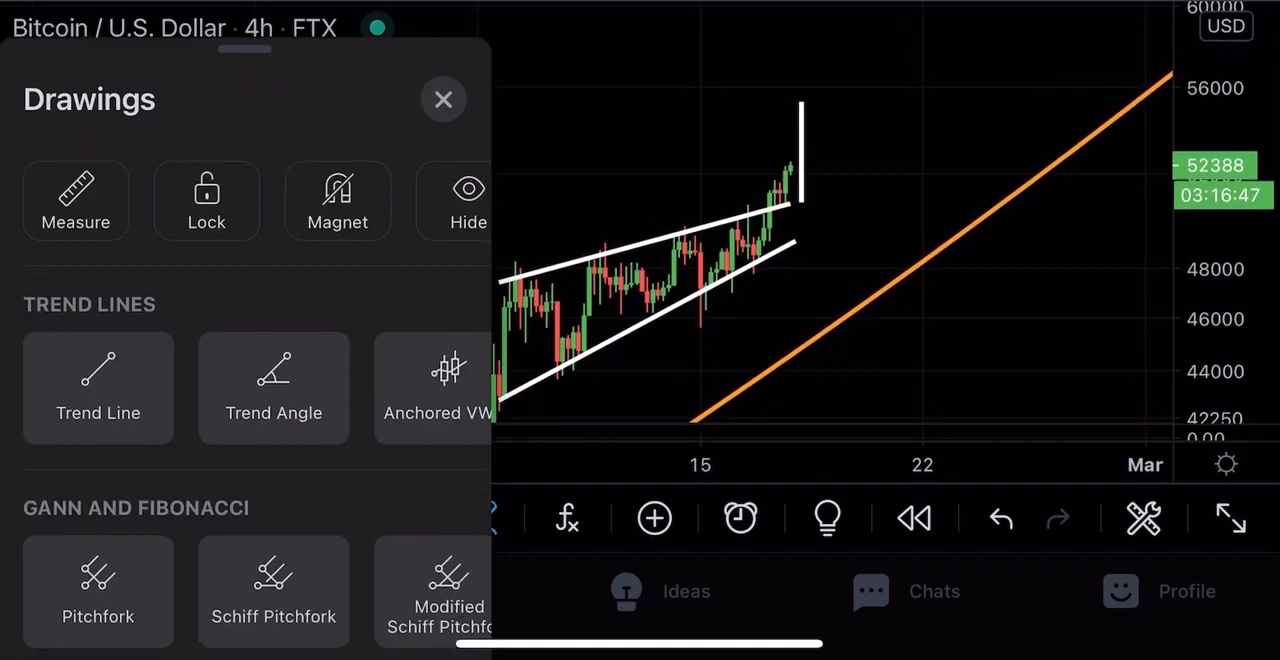 Bitcoin / U.S. Dollar · 4h · FTX
60000
USD
Drawings
56000
Measure
Lock
Magnet
Hide
52388
03:16:47
TREND LINES
48000
46000
Trend Line
Trend Angle
Anchored VW
44000
42250
0.00
15
22
Mar
GANN AND FIBONACCI
Pitchfork
Schiff Pitchfork
Modified
Schiff Pitchfo
Ideas
Chats
Profile